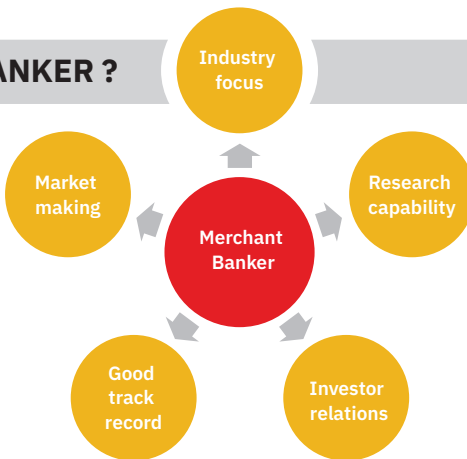 ANKER ?
Industry
focus
Market
making
Research
capability
Merchant
Banker
Good
track
record
Investor
relations